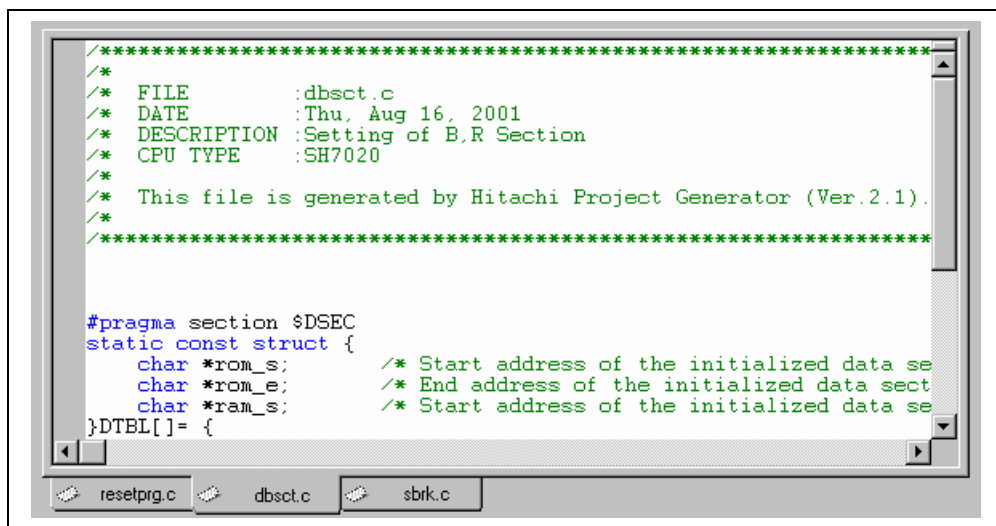 /****************************************************************
/*
/*  FILE        :dbsct.c
/*  DATE        :Thu, Aug 16, 2001
/*  DESCRIPTION :Setting of B,R Section
/*  CPU TYPE    :SH7020
/*
/*  This file is generated by Hitachi Project Generator (Ver.2.1).
/*
/****************************************************************
#pragma section $DSEC
static const struct {
    char *rom_s;       /* Start address of the initialized data se
    char *rom_e;       /* End address of the initialized data sect
    char *ram_s;       /* Start address of the initialized data se
}DTBL[]= {
resetprg.c dbsct.c sbrk.c